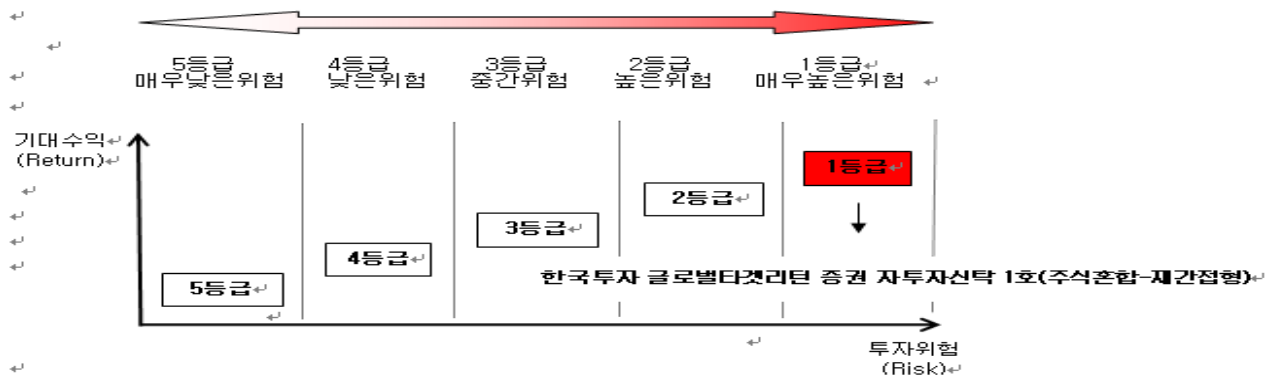 5등급 4등급 3등급 2등급 1등급
매우낮은위험 낮은위험 중간위험 높은위험 매우높은위험
기대수익
(Return)
1등급
2등급
3등급
4등급
한국투자 글로벌타겟리턴 증권 자투자신탁 1호(주식혼합-재간접형)
5등급
투자위험
(Risk)